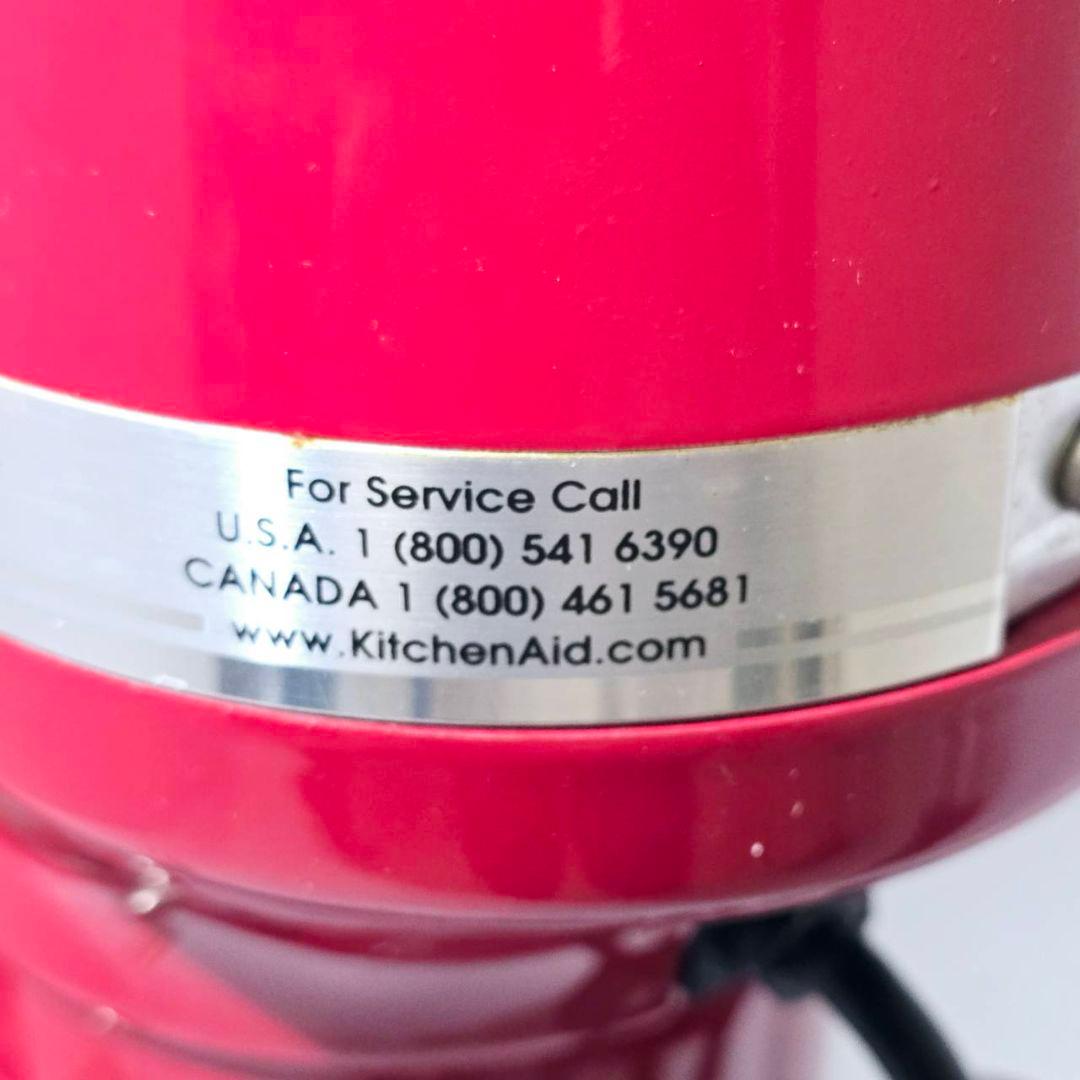 For Service Call
U.S.A. 1 (800) 541 6390
CANADA 1 (800) 461 5681
www.KitchenAid.com